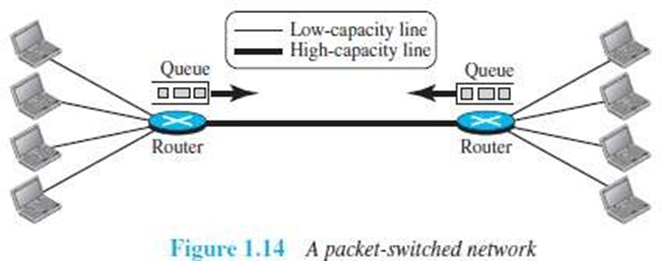 Low-capacity line
High-capacity line
Queue
Queue
Router
Router
Figure 1.14 A packet-switched network